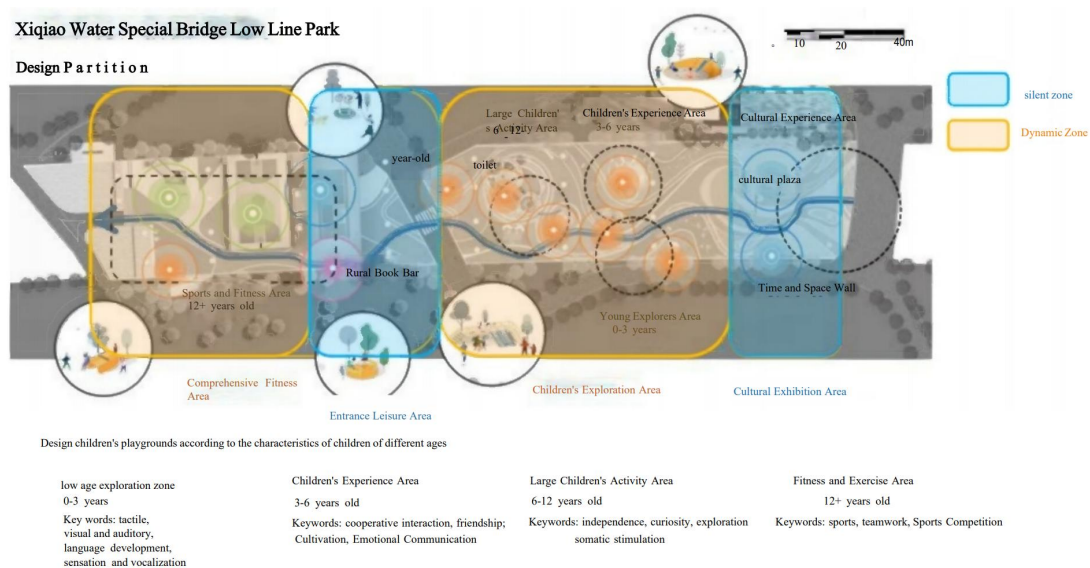 Xiqiao Water Special Bridge Low Line Park
Design Partition
10 20 40m
silent zone
Dynamic Zone
Large Children'
s Activity Area
6 - 12
year-old
toilet
Children's Experience Area
3-6 years
Cultural Experience Area
cultural plaza
Rural Book Bar
Time and Space Wall
Sports and Fitness Area
12+ years old
Young Explorers Area
0-3 years
Comprehensive Fitness
Area
Entrance Leisure Area
Children's Exploration Area
Cultural Exhibition Area
Design children's playgrounds according to the characteristics of children of different ages
low age exploration zone
0-3 years
Key words: tactile,
visual and auditory,
language development,
sensation and vocalization
Children's Experience Area
3-6 years old
Keywords: cooperative interaction, friendship;
Cultivation, Emotional Communication
Large Children's Activity Area
6-12 years old
Keywords: independence, curiosity, exploration
somatic stimulation
Fitness and Exercise Area
12+ years old
Keywords: sports, teamwork, Sports Competition